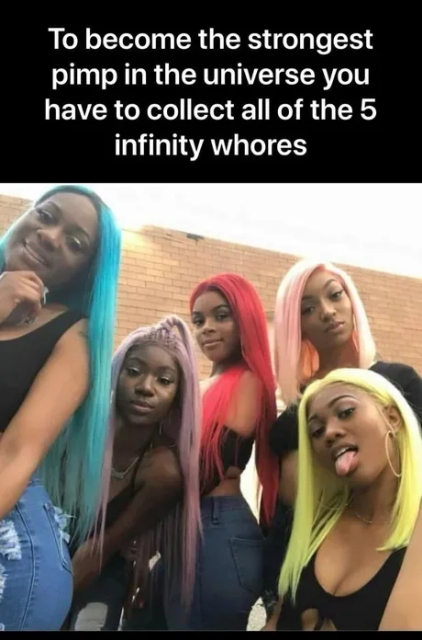 To become the strongest
pimp in the universe you
have to collect all of the 5
infinity whores